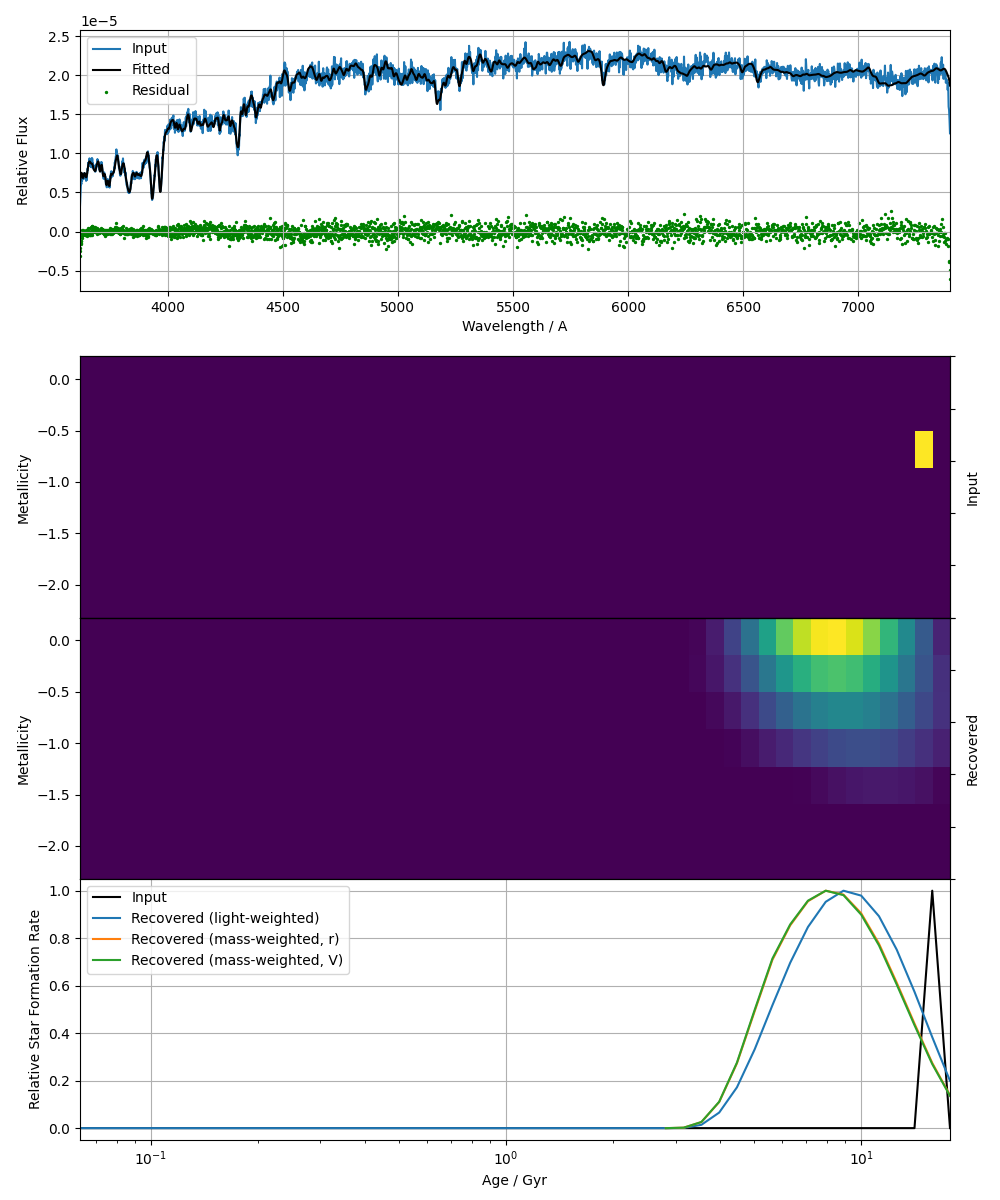 1e−5
2.5
2.0
1.5
1.0
0.5
0.0
−0.5
Relative Flux
Input
Fitted
Residual
4000 4500 5000 5500 6000 6500 7000
Wavelength / A
0.0
−0.5
−1.0
−1.5
−2.0
Metallicity
Input
0.0
−0.5
−1.0
−1.5
−2.0
Metallicity
Recovered
1.0
0.8
0.6
0.4
0.2
0.0
Relative Star Formation Rate
Input
Recovered (light-weighted)
Recovered (mass-weighted, r)
Recovered (mass-weighted, V)
10⁻¹ 10⁰ 10¹
Age / Gyr